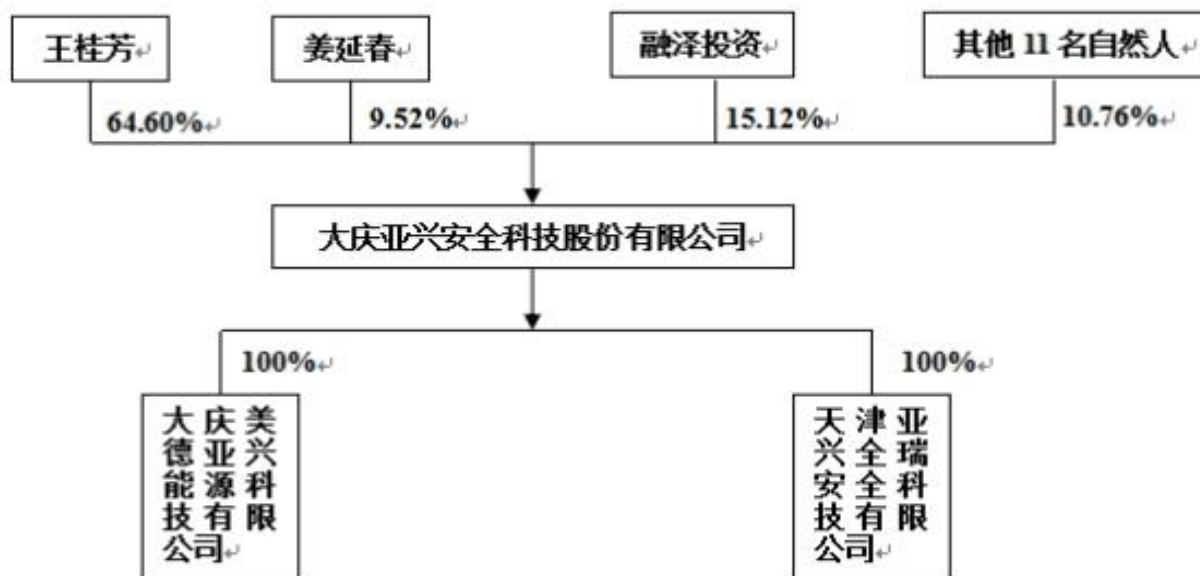 王桂芳
姜延春
融泽投资
其他 11 名自然人
64.60%
9.52%
15.12%
10.76%
大庆亚兴安全科技股份有限公司
100%
100%
大庆美
德亚兴
能源科
技有限
公司
天津亚
兴全瑞
安全科
技有限
公司